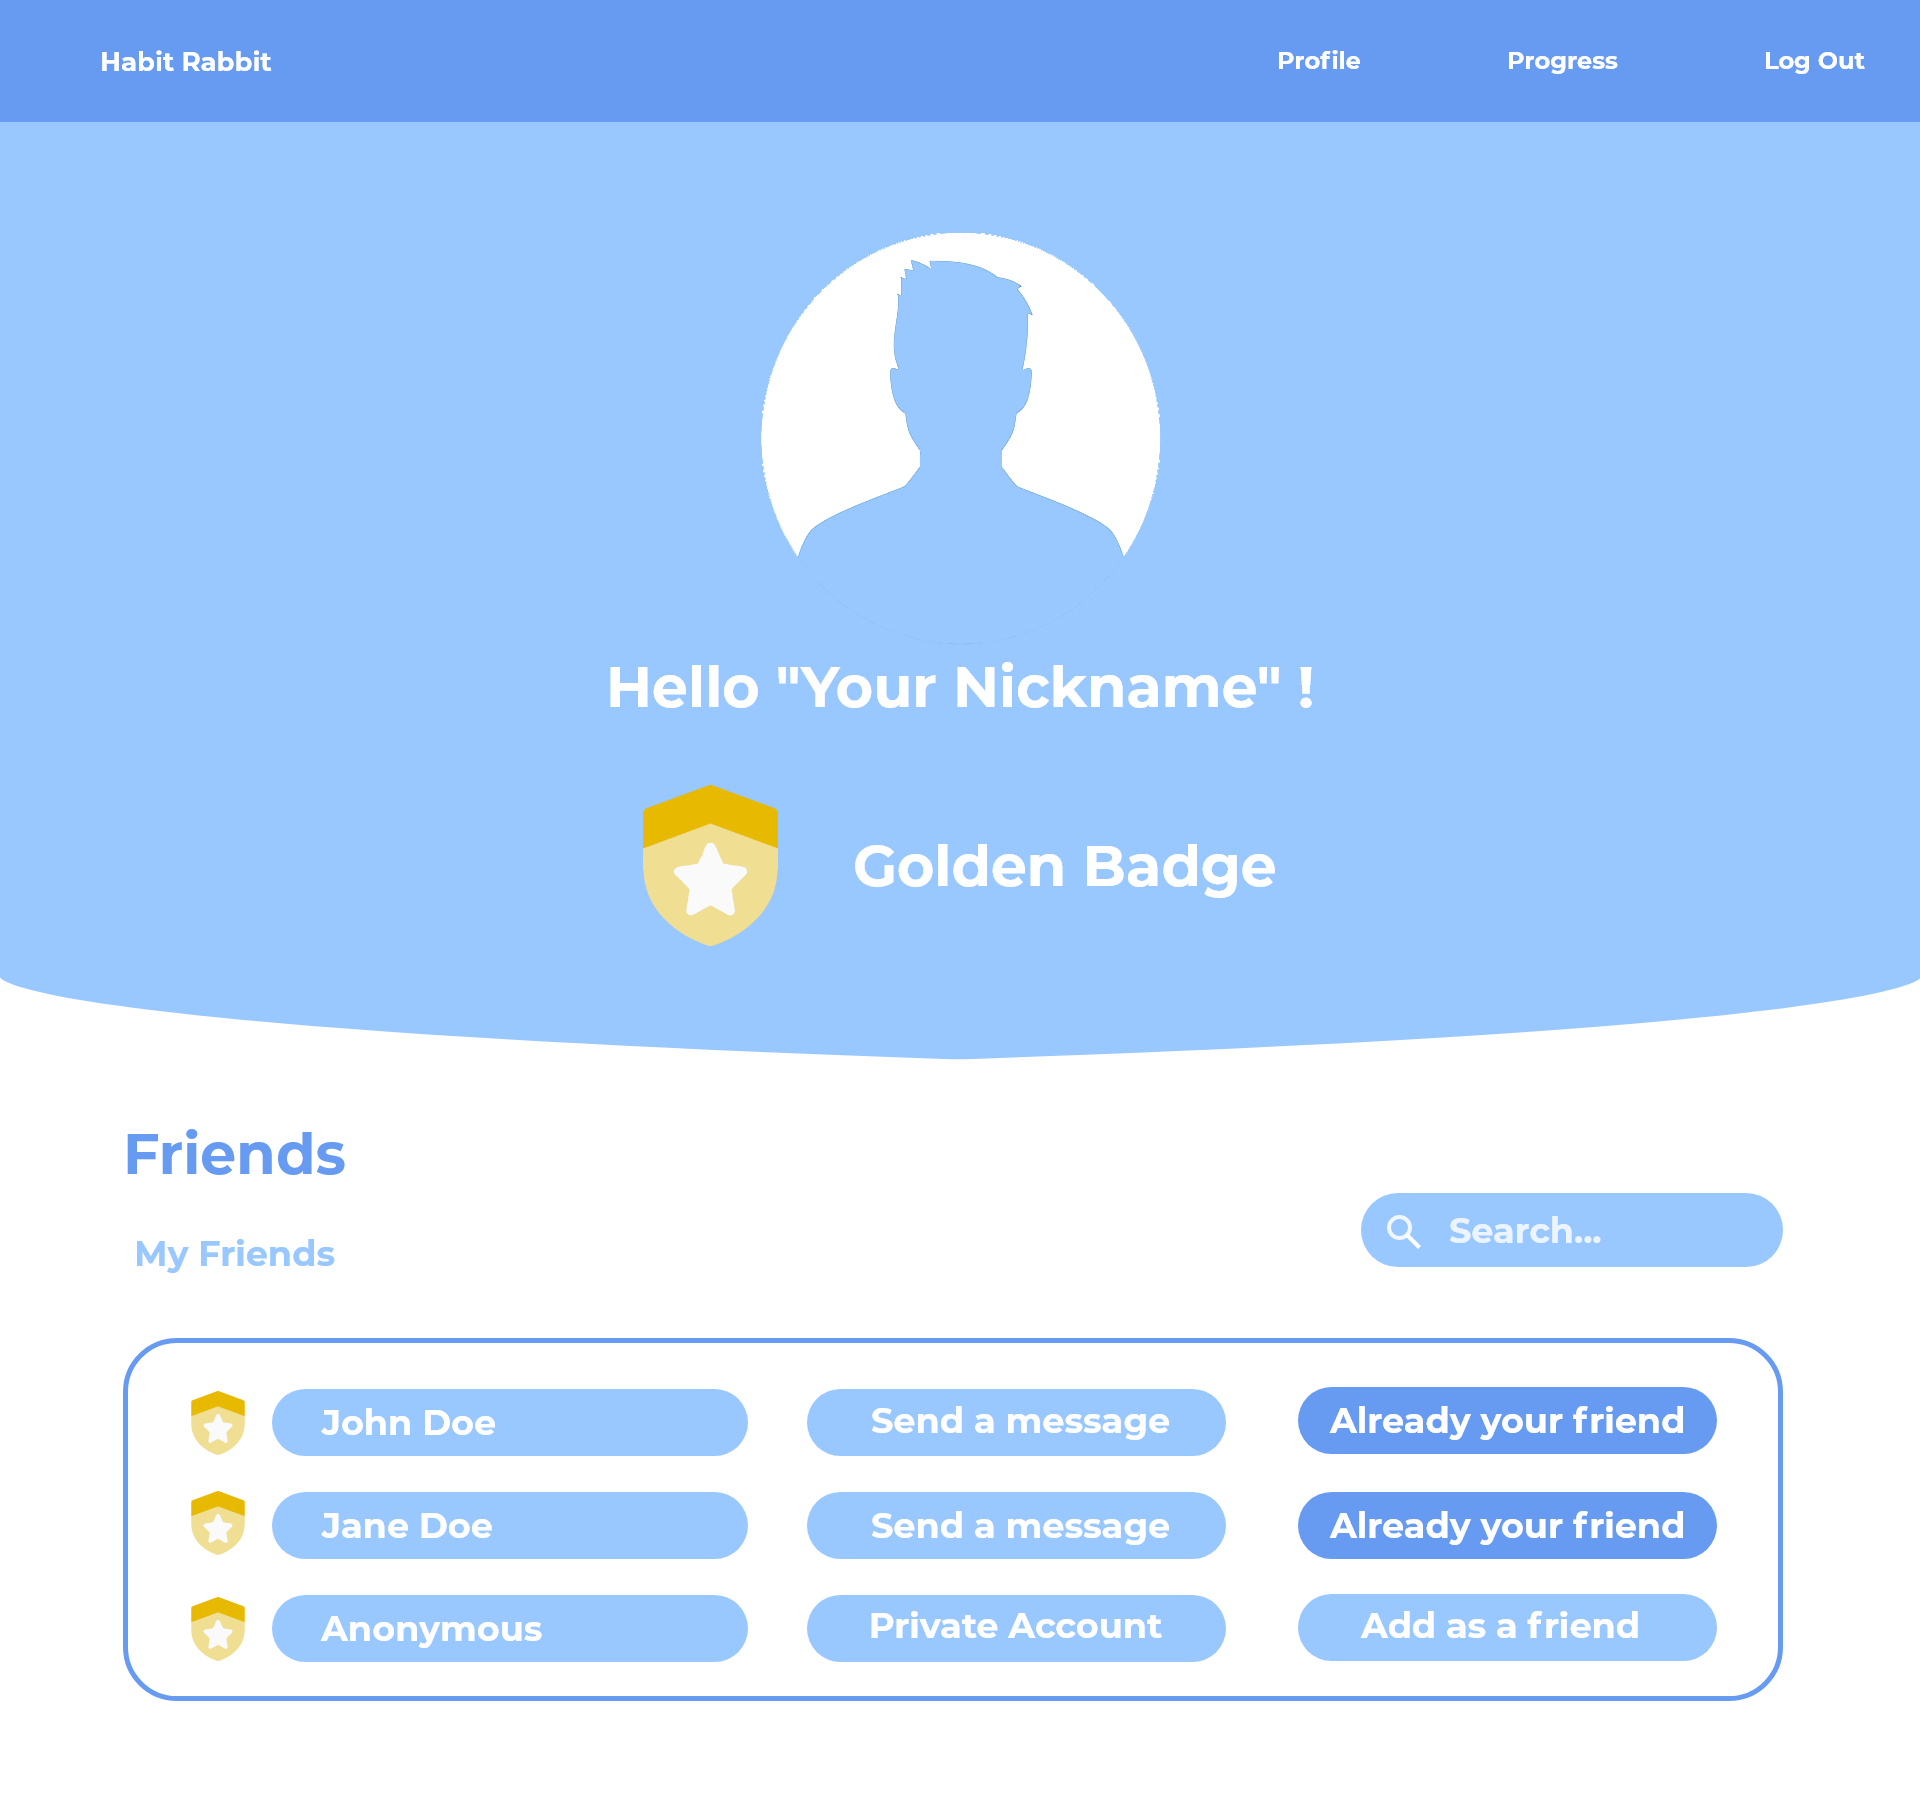 Habit Rabbit
Profile
Progress
Log Out
Hello "Your Nickname" !
Golden Badge
Friends
My Friends
Search...
John Doe
Send a message
Already your friend
Jane Doe
Send a message
Already your friend
Anonymous
Private Account
Add as a friend